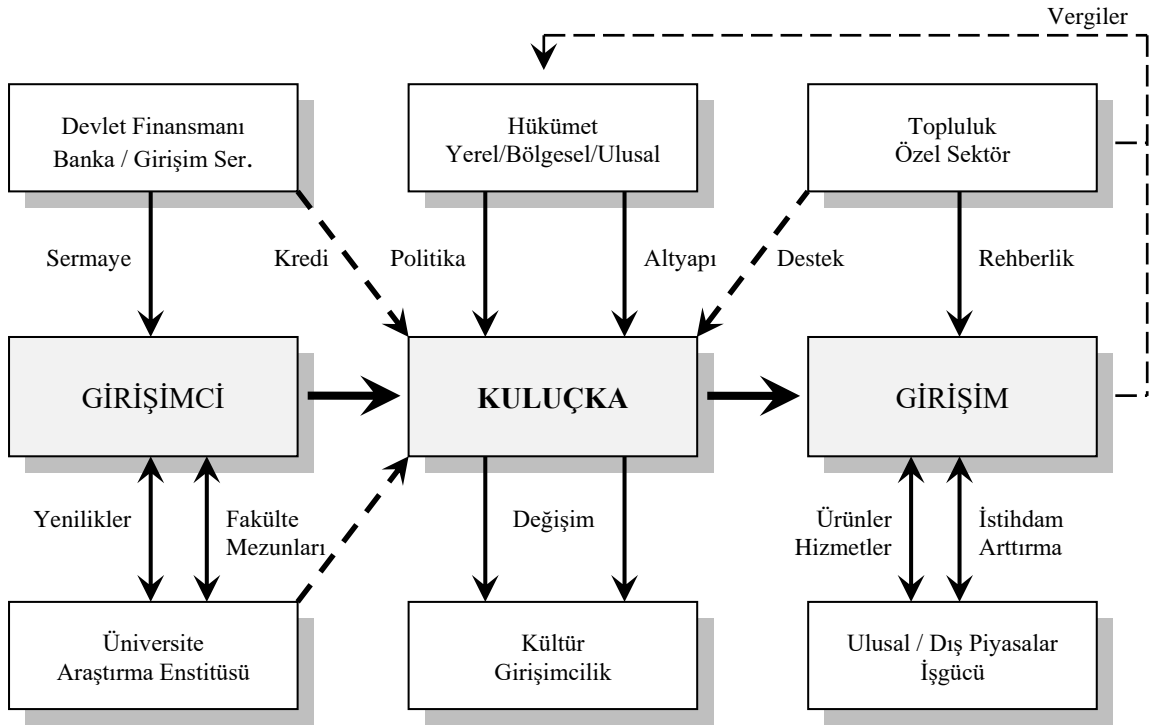 Vergiler
Devlet Finansmanı
Banka / Girişim Ser.
Hükümet
Yerel/Bölgesel/Ulusal
Topluluk
Özel Sektör
Sermaye
Kredi
Politika
Altyapı
Destek
Rehberlik
GİRİŞİMCİ
KULUÇKA
GİRİŞİM
Yenilikler
Fakülte
Mezunları
Değişim
Ürünler
Hizmetler
İstihdam
Arttırma
Üniversite
Araştırma Enstitüsü
Kültür
Girişimcilik
Ulusal / Dış Piyasalar
İşgücü